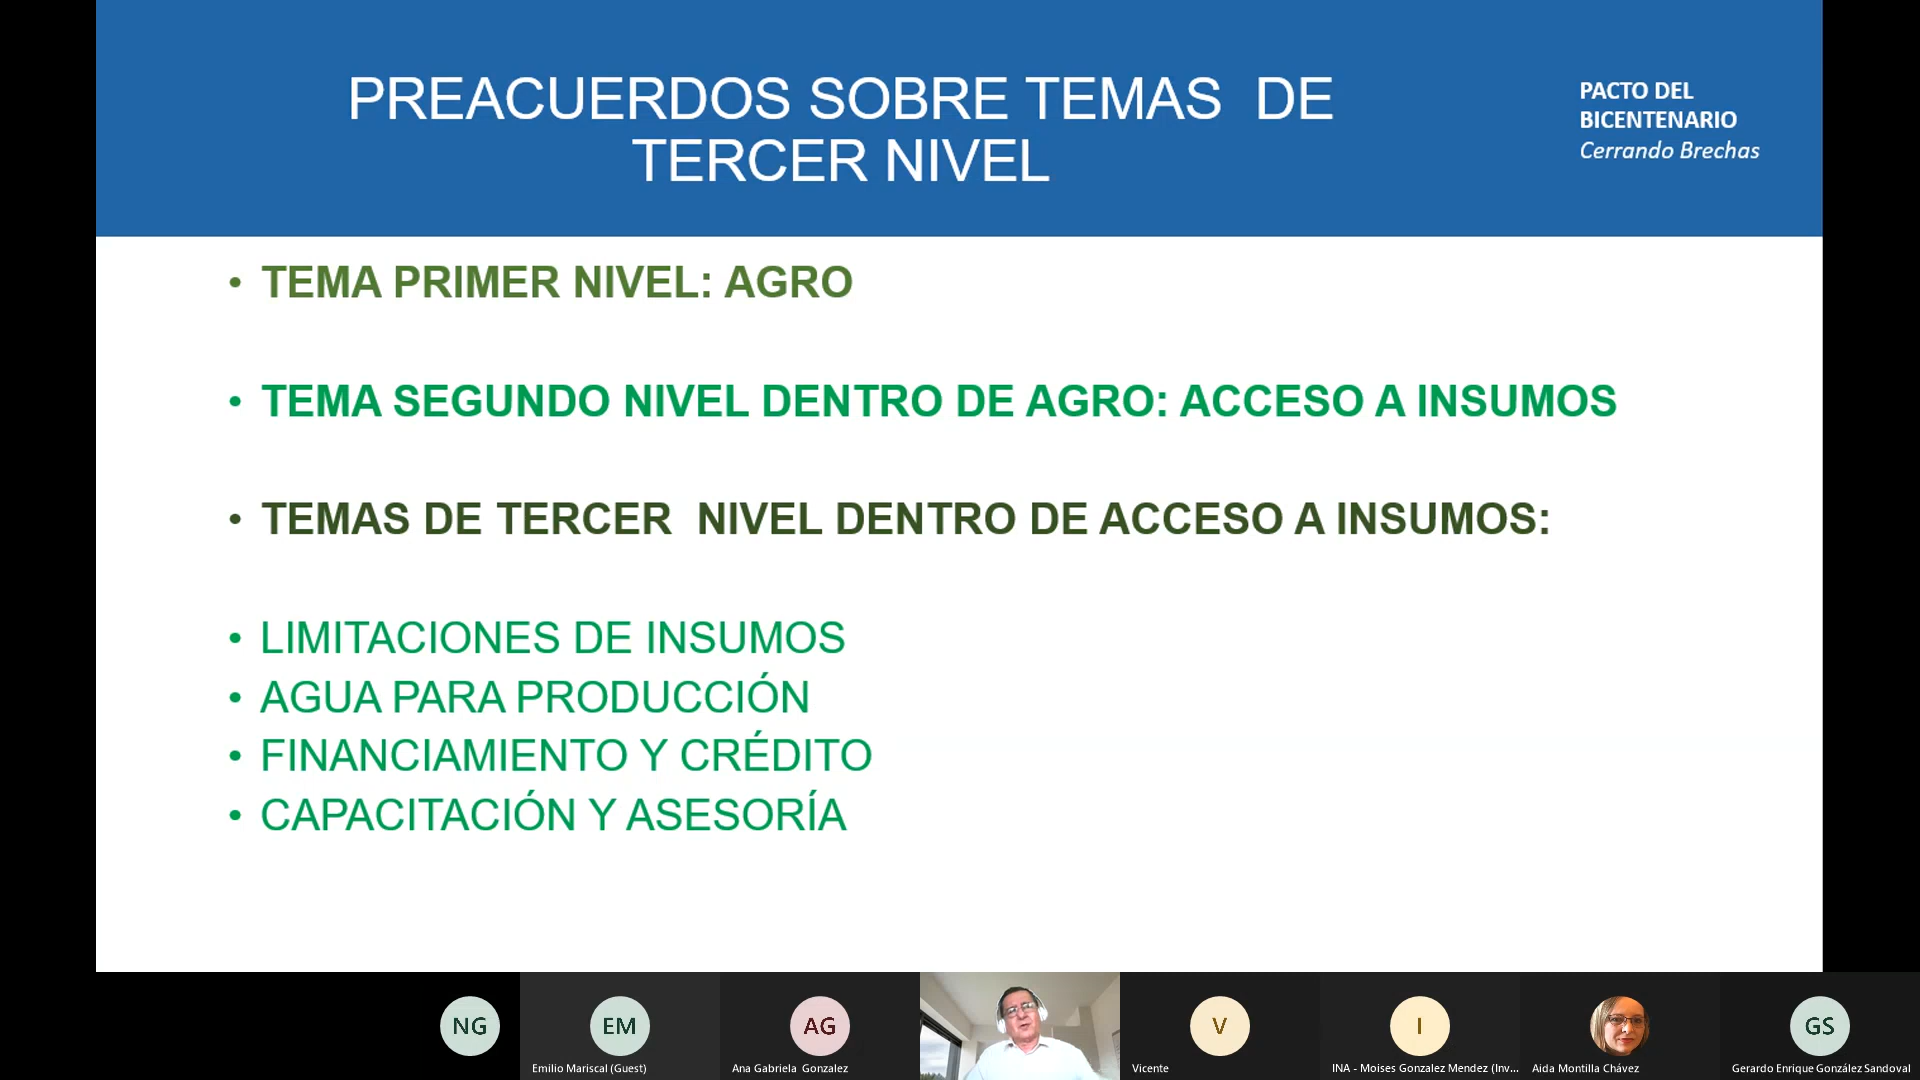 PREACUERDOS SOBRE TEMAS DE
TERCER NIVEL
PACTO DEL
BICENTENARIO
Cerrando Brechas
• TEMA PRIMER NIVEL: AGRO
• TEMA SEGUNDO NIVEL DENTRO DE AGRO: ACCESO A INSUMOS
• TEMAS DE TERCER NIVEL DENTRO DE ACCESO A INSUMOS:
• LIMITACIONES DE INSUMOS
• AGUA PARA PRODUCCIÓN
• FINANCIAMIENTO Y CRÉDITO
• CAPACITACIÓN Y ASESORÍA
NG
EM
AG
V
I
GS
Emilio Mariscal (Guest)
Ana Gabriela Gonzalez
Vicente
INA - Moises Gonzalez Mendez (Inv...
Aida Montilla Chávez
Gerardo Enrique González Sandoval